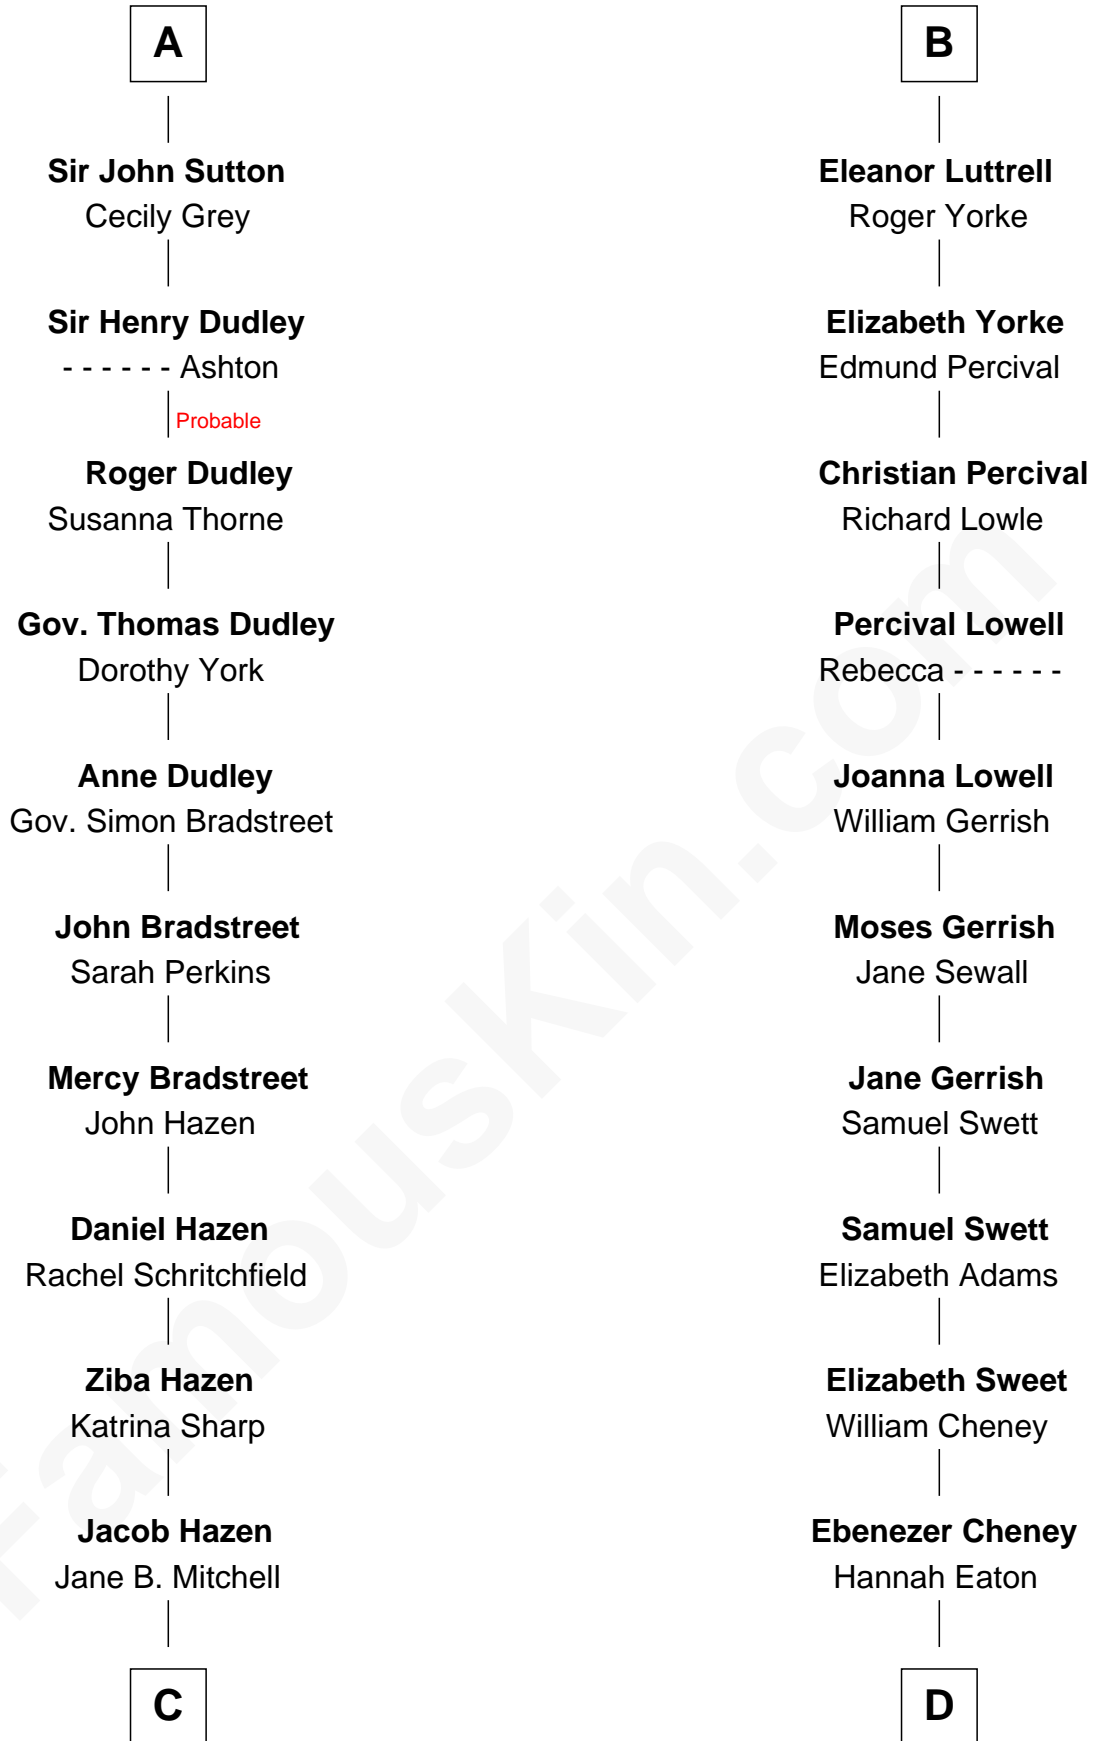 A
Sir John Sutton
Cecily Grey
Sir Henry Dudley
- - - - - - Ashton
Probable
Roger Dudley
Susanna Thorne
Gov. Thomas Dudley
Dorothy York
Anne Dudley
Gov. Simon Bradstreet
John Bradstreet
Sarah Perkins
Mercy Bradstreet
John Hazen
Daniel Hazen
Rachel Schritchfield
Ziba Hazen
Katrina Sharp
Jacob Hazen
Jane B. Mitchell
C
B
Eleanor Luttrell
Roger Yorke
Elizabeth Yorke
Edmund Percival
Christian Percival
Richard Lowle
Percival Lowell
Rebecca - - - - - -
Joanna Lowell
William Gerrish
Moses Gerrish
Jane Sewall
Jane Gerrish
Samuel Swett
Samuel Swett
Elizabeth Adams
Elizabeth Sweet
William Cheney
Ebenezer Cheney
Hannah Eaton
D
FamousKin.com